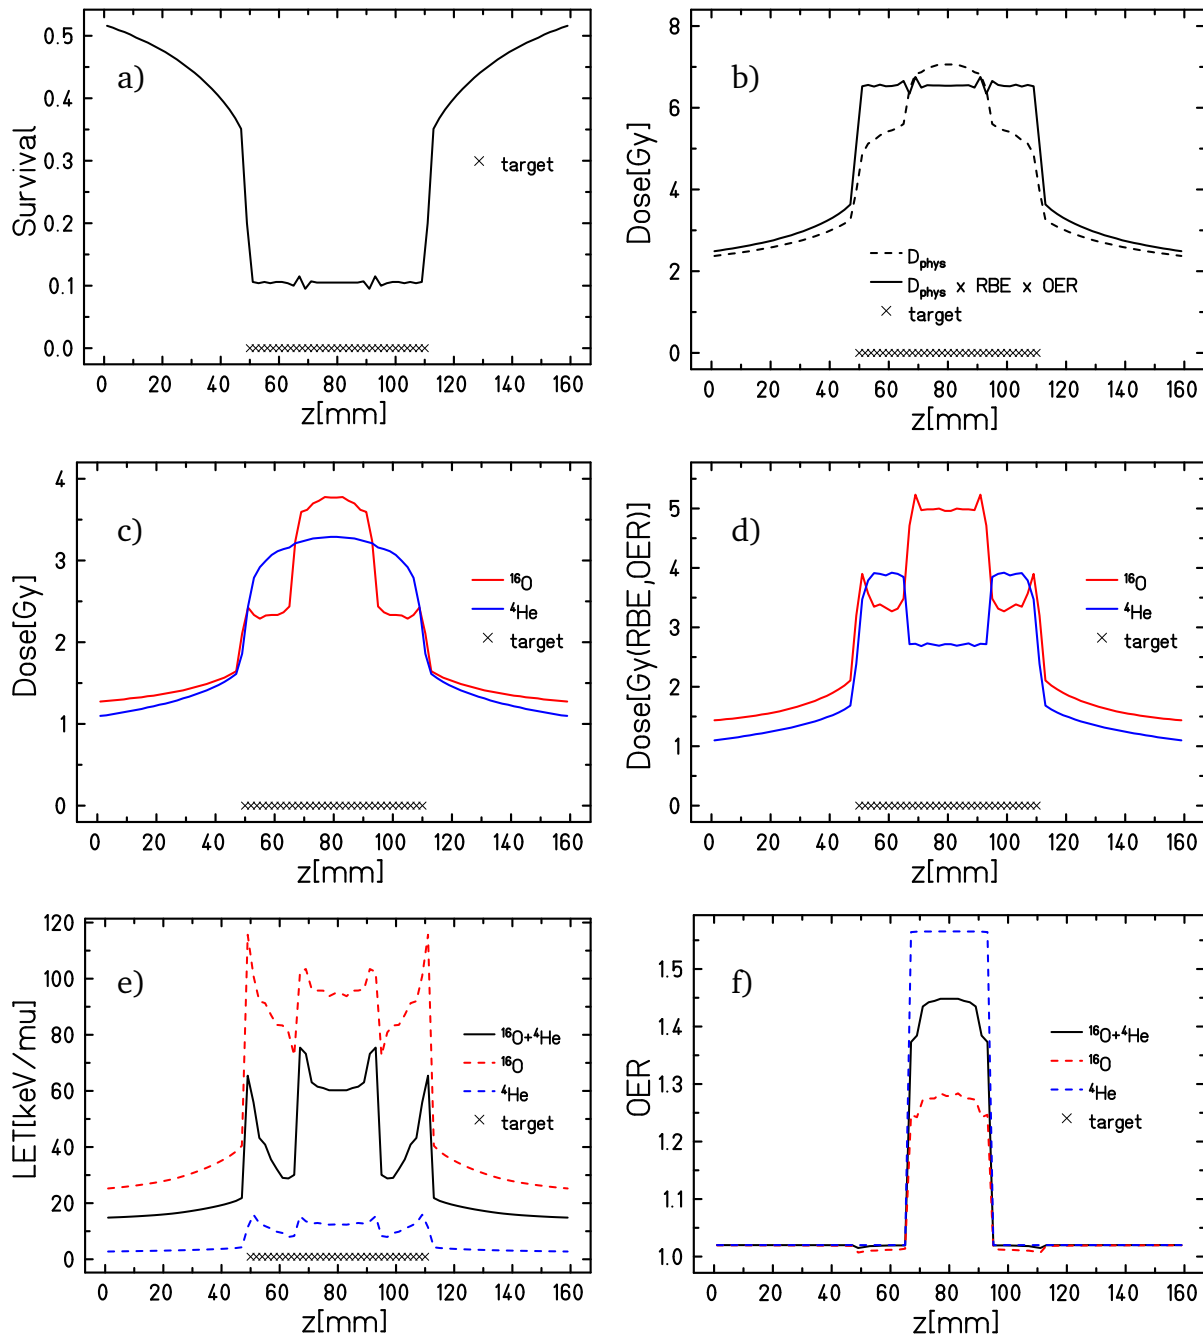 a)
Survival
0.5
0.4
0.3
0.2
0.1
0.0
× target
0 20 40 60 80 100 120 140 160
z[mm]
b)
Dose[Gy]
8
6
4
2
0
D_phys
D_phys x RBE x OER
× target
0 20 40 60 80 100 120 140 160
z[mm]
c)
Dose[Gy]
4
3
2
1
0
¹⁶O
⁴He
× target
0 20 40 60 80 100 120 140 160
z[mm]
d)
Dose[Gy(RBE,OER)]
5
4
3
2
1
0
¹⁶O
⁴He
× target
0 20 40 60 80 100 120 140 160
z[mm]
e)
LET[keV/mu]
120
100
80
60
40
20
0
¹⁶O+⁴He
¹⁶O
⁴He
× target
0 20 40 60 80 100 120 140 160
z[mm]
f)
OER
1.5
1.4
1.3
1.2
1.1
1.0
¹⁶O+⁴He
¹⁶O
⁴He
× target
0 20 40 60 80 100 120 140 160
z[mm]